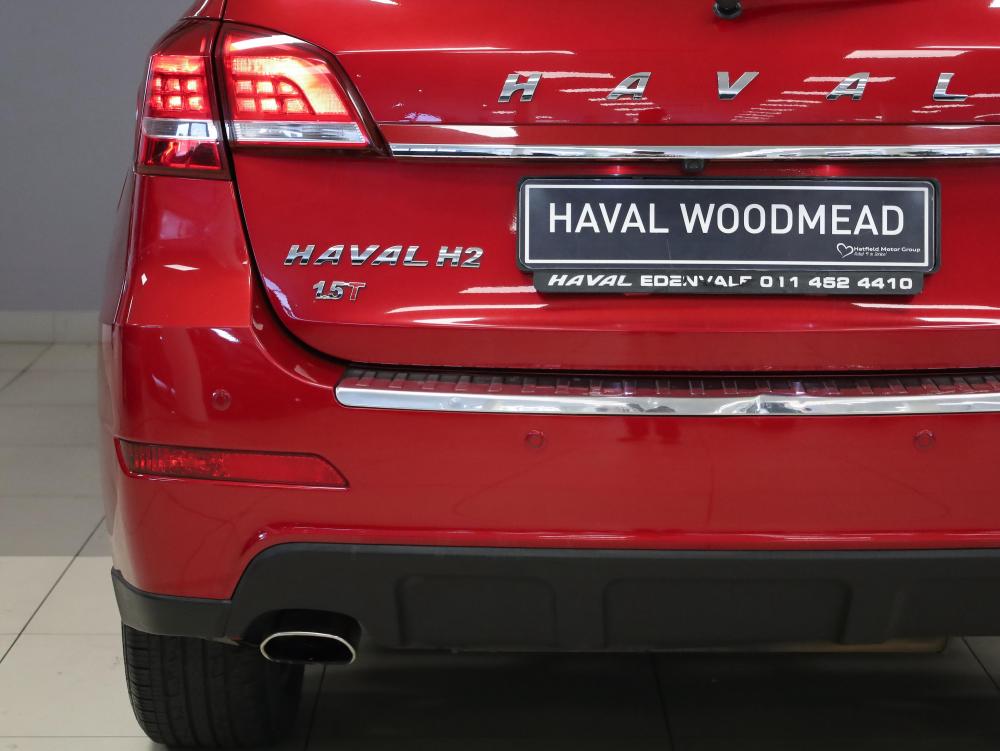 HAVAL
HAVAL WOODMEAD
Hatfield Motor Group
HAVAL H2
HAVAL EDENVALE 011 452 4410
1.5T